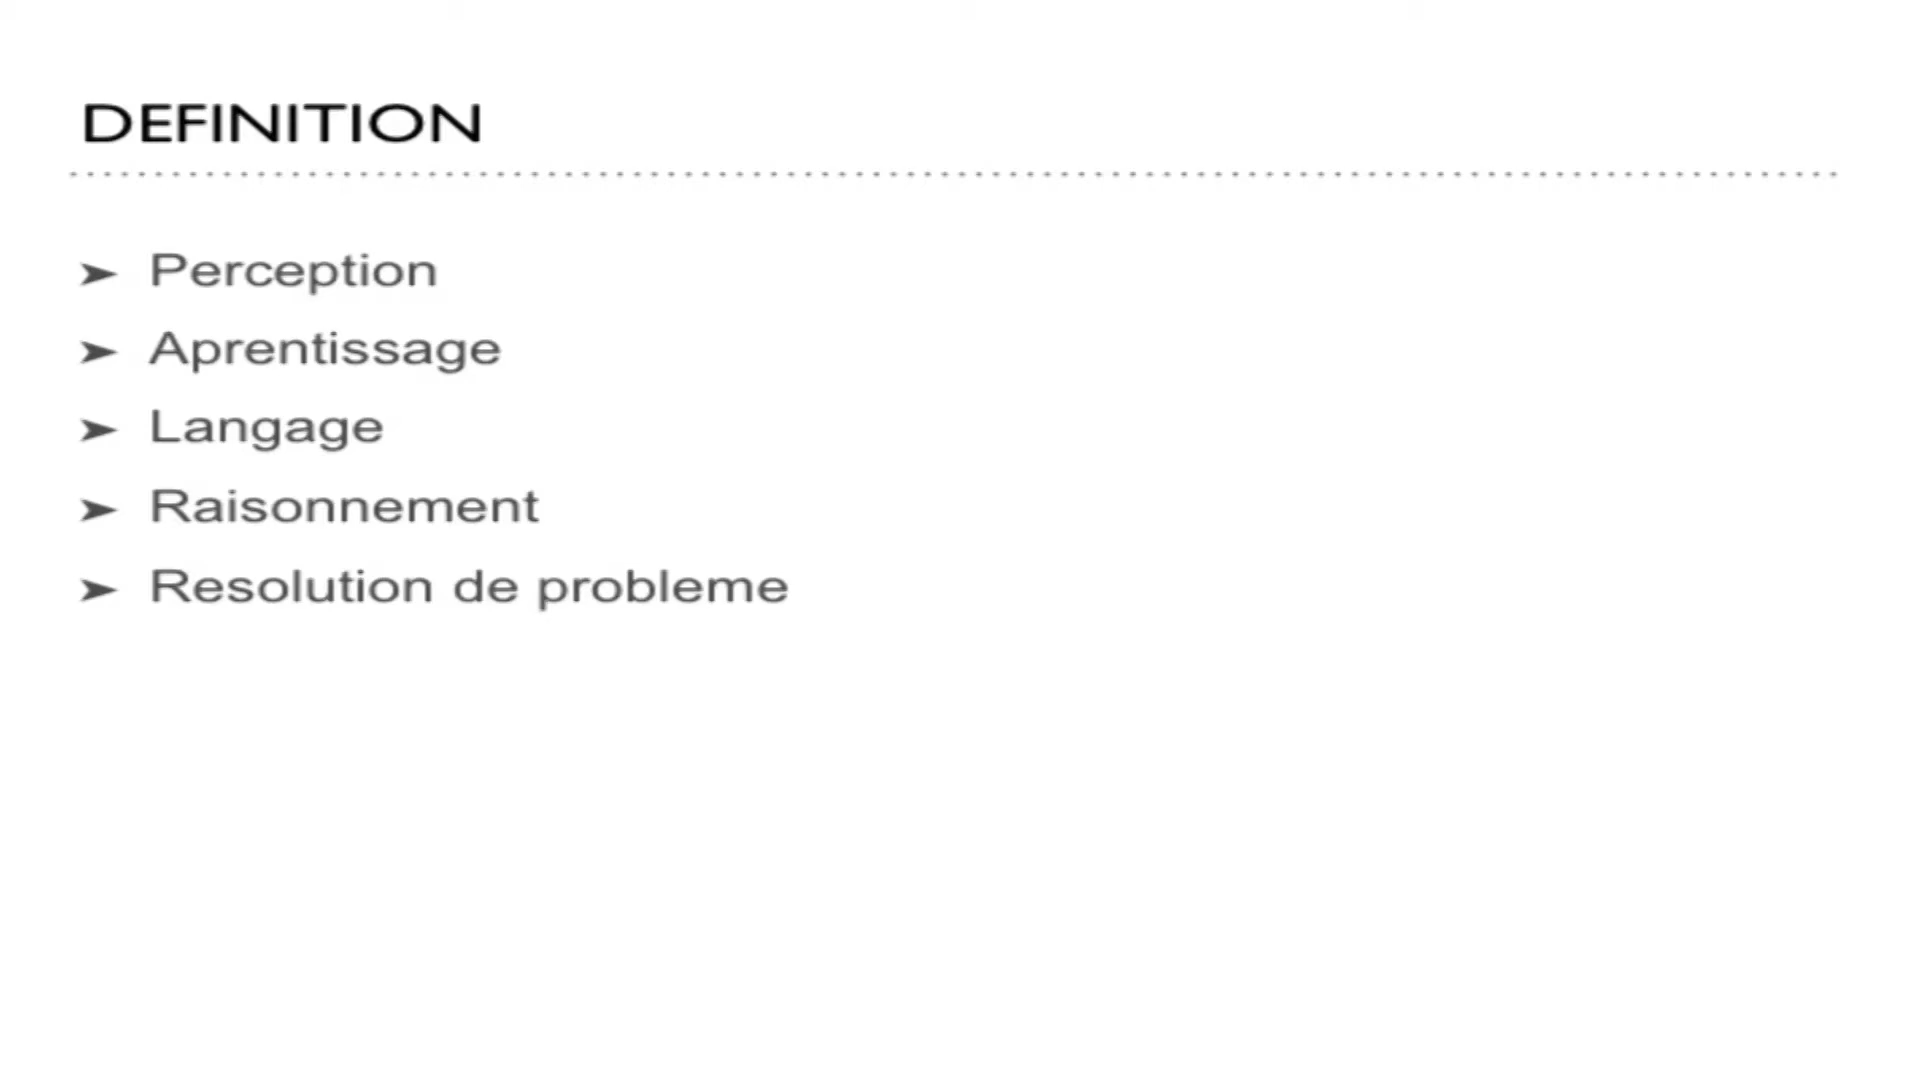 DEFINITION
➤ Perception
➤ Aprentissage
➤ Langage
➤ Raisonnement
➤ Resolution de probleme